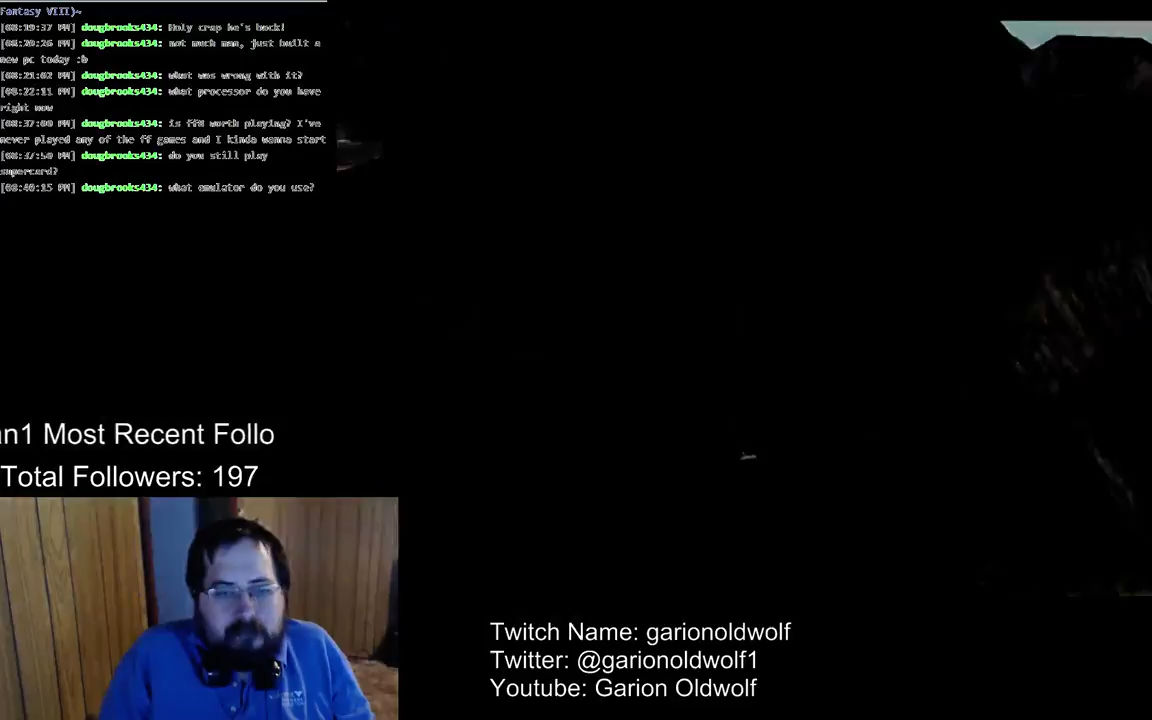 Fantasy VIII)~
[08:19:37 PM] dougbrooks434: Holy crap he's back!
[08:20:26 PM] dougbrooks434: not much man, just built a
new pc today :b
[08:21:02 PM] dougbrooks434: what was wrong with it?
[08:22:11 PM] dougbrooks434: what processor do you have
right now
[08:37:00 PM] dougbrooks434: is ff8 worth playing? I've
never played any of the ff games and I kinda wanna start
[08:37:50 PM] dougbrooks434: do you still play
supercard?
[08:40:15 PM] dougbrooks434: what emulator do you use?
an1 Most Recent Follo
Total Followers: 197
Twitch Name: garionoldwolf
Twitter: @garionoldwolf1
Youtube: Garion Oldwolf